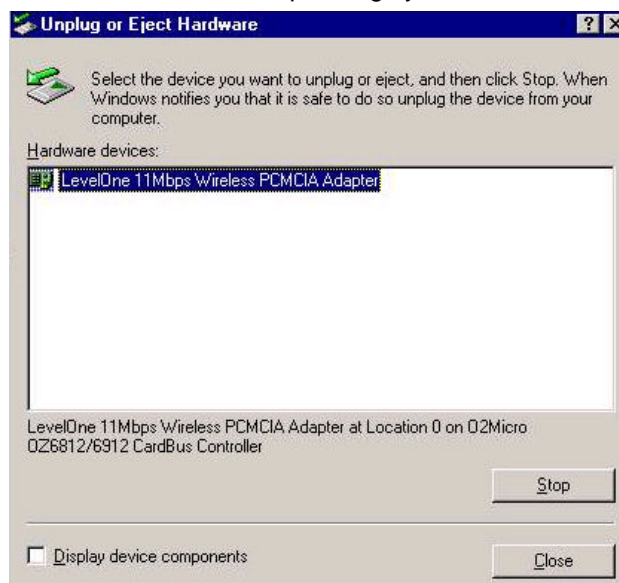 Unplug or Eject Hardware
Select the device you want to unplug or eject, and then click Stop. When
Windows notifies you that it is safe to do so unplug the device from your
computer.
Hardware devices:
LevelOne 11Mbps Wireless PCMCIA Adapter
LevelOne 11Mbps Wireless PCMCIA Adapter at Location 0 on O2Micro
OZ6812/6912 CardBus Controller
Stop
Display device components
Close